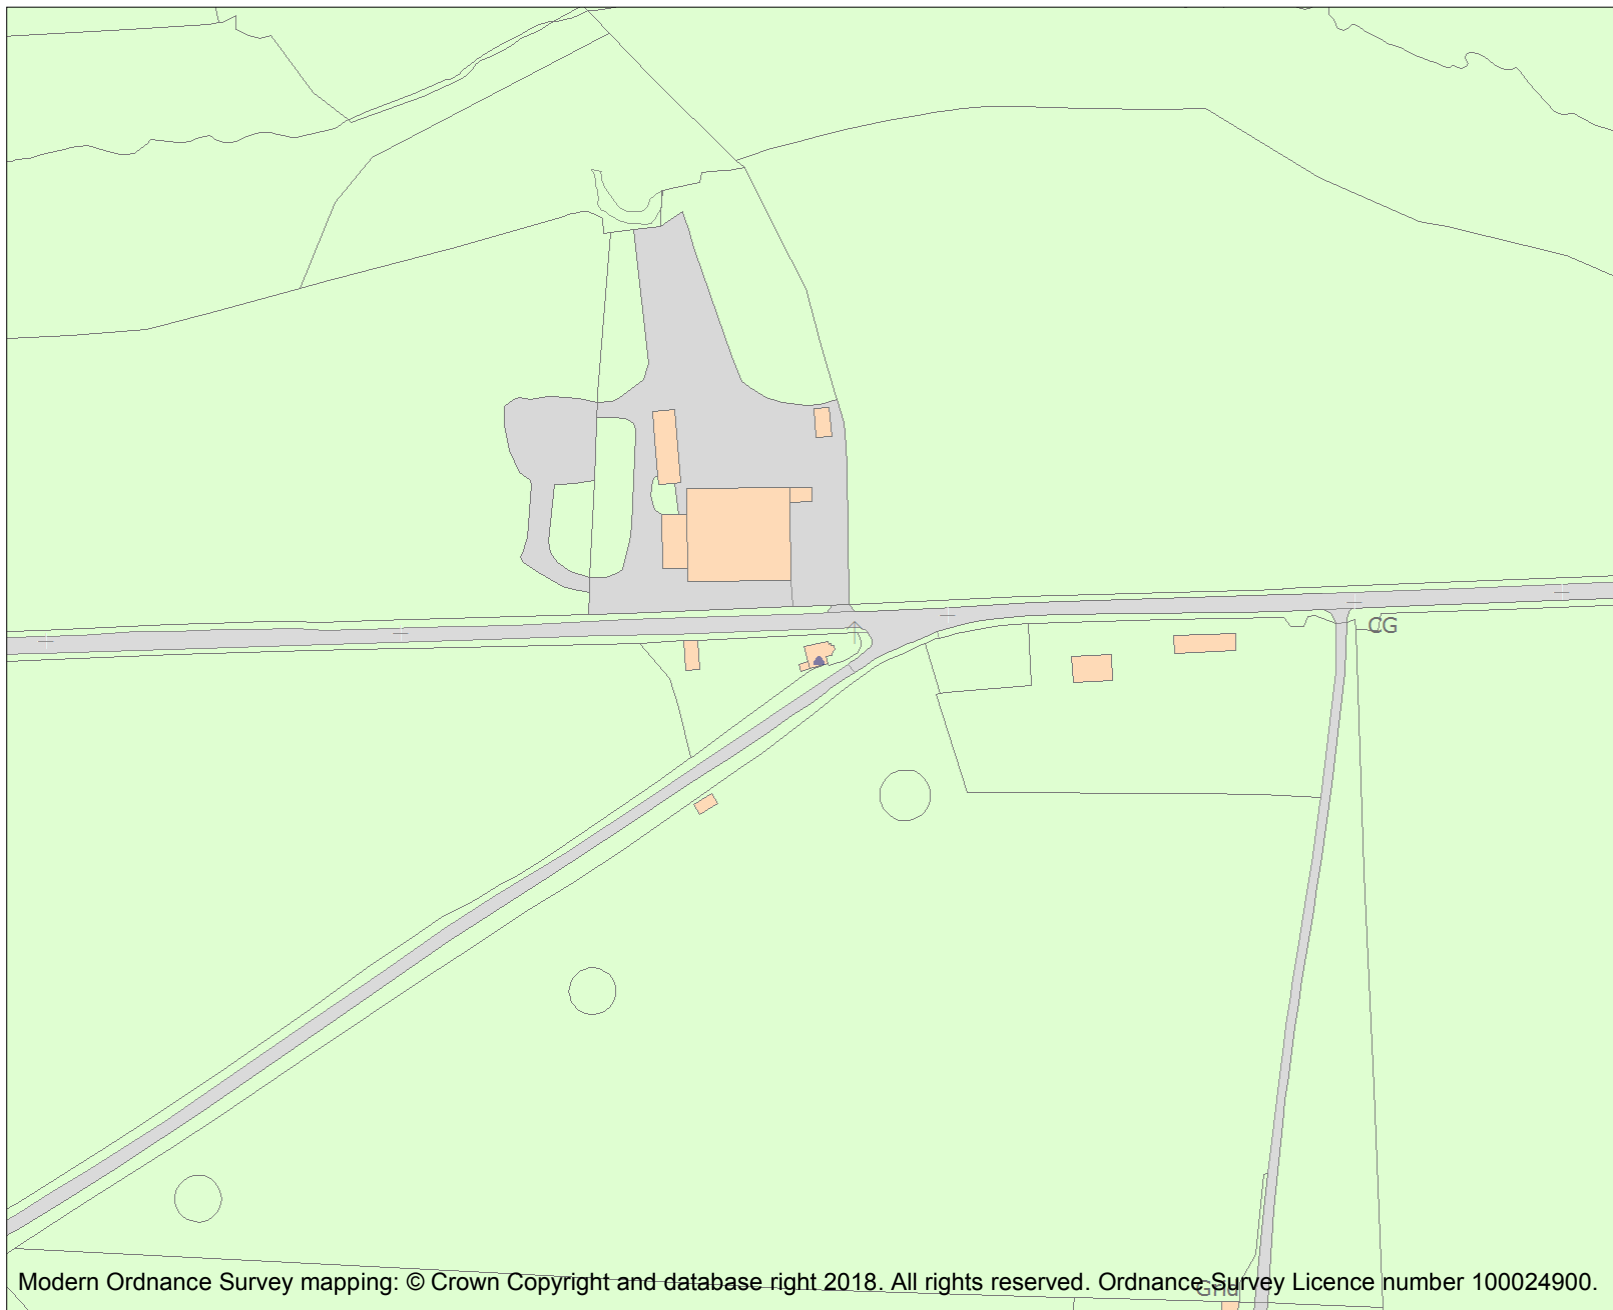 CG
Grid
Modern Ordnance Survey mapping: © Crown Copyright and database right 2018. All rights reserved. Ordnance Survey Licence number 100024900.